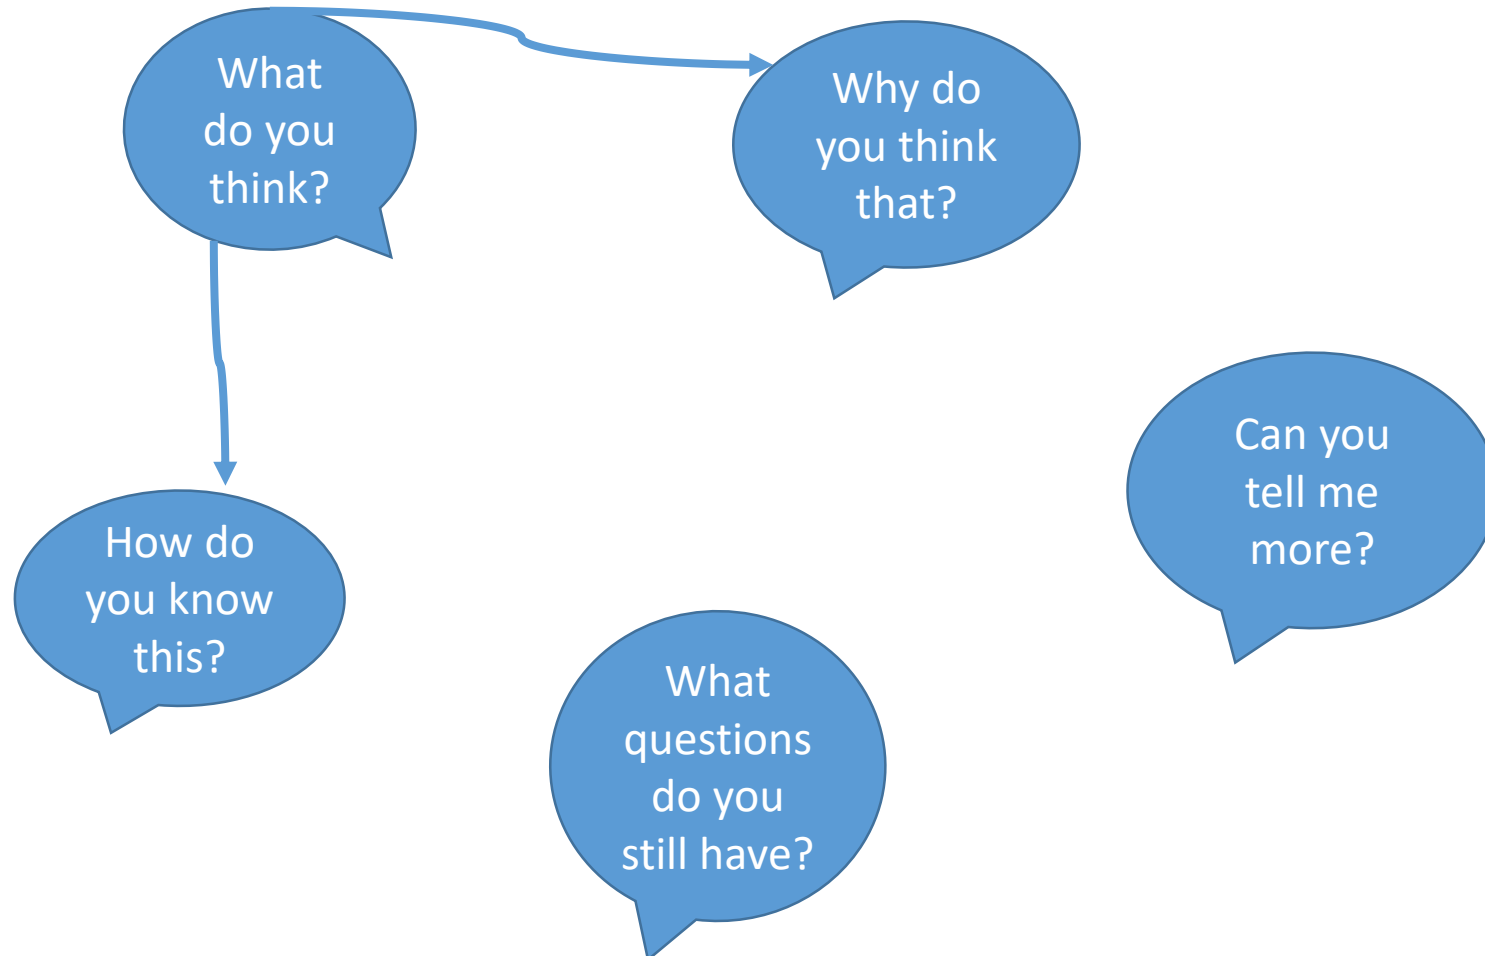 What
do you
think?
Why do
you think
that?
Can you
tell me
more?
How do
you know
this?
What
questions
do you
still have?